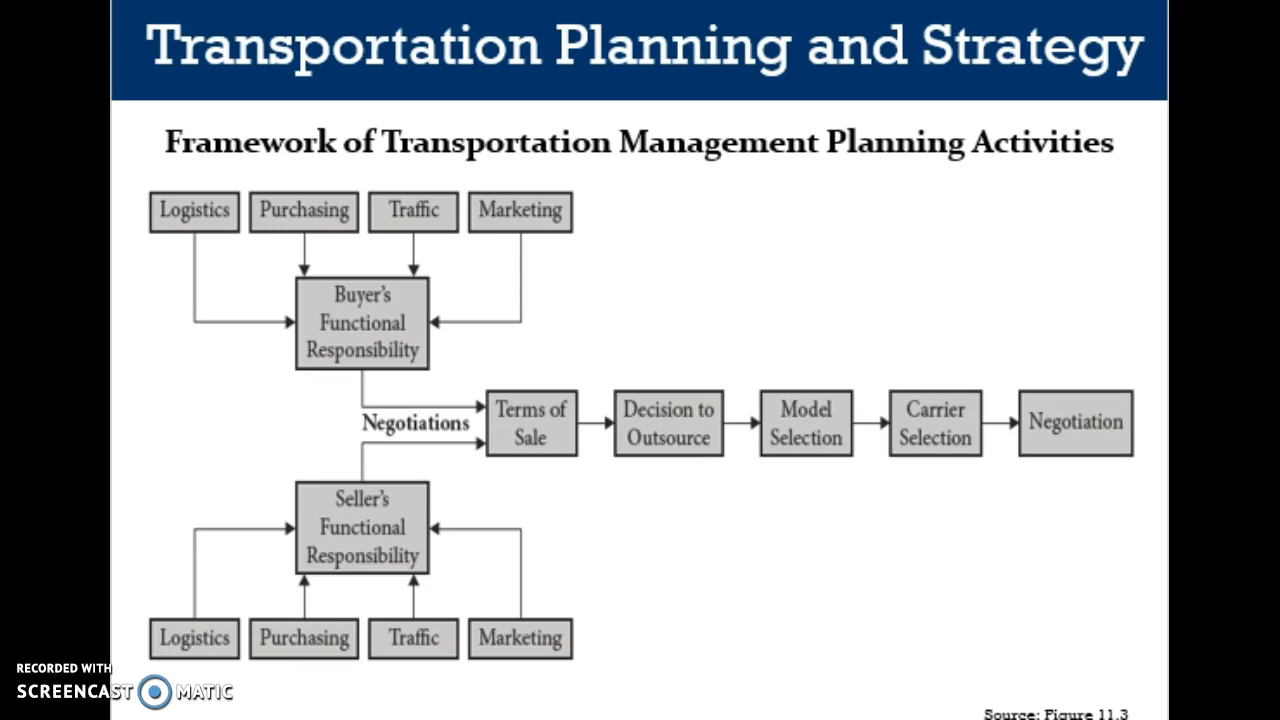 Transportation Planning and Strategy
Framework of Transportation Management Planning Activities
Logistics
Purchasing
Traffic
Marketing
Buyer's
Functional
Responsibility
Negotiations
Terms of
Sale
Decision to
Outsource
Model
Selection
Carrier
Selection
Negotiation
Seller's
Functional
Responsibility
Logistics
Purchasing
Traffic
Marketing
RECORDED WITH
SCREENCAST MATIC
Source: Figure 11.3